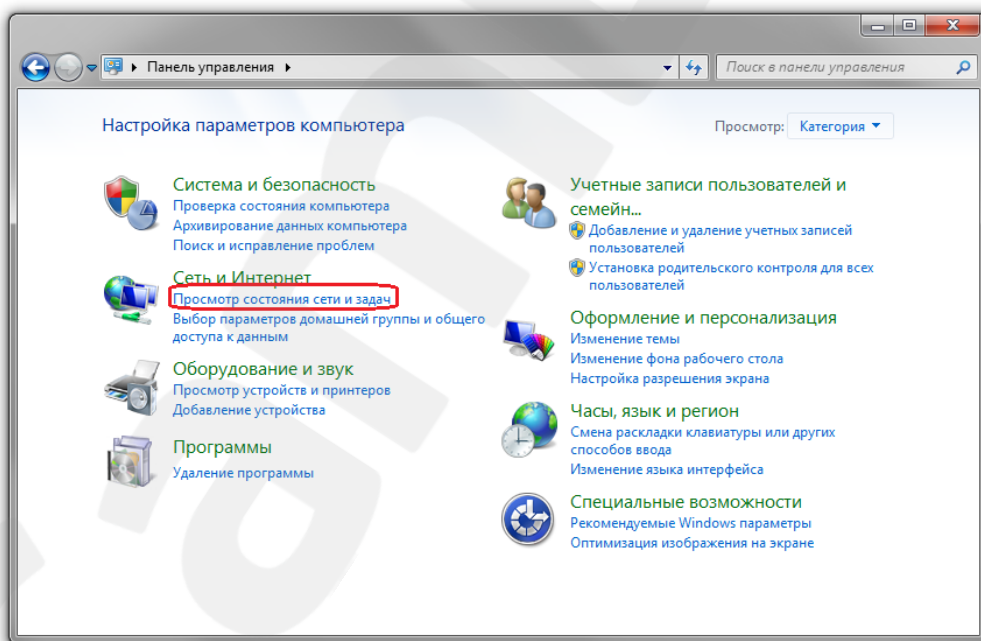 Панель управления
Поиск в панели управления
Настройка параметров компьютера
Просмотр: Категория
Система и безопасность
Проверка состояния компьютера
Архивирование данных компьютера
Поиск и исправление проблем
Сеть и Интернет
Просмотр состояния сети и задач
Выбор параметров домашней группы и общего
доступа к данным
Оборудование и звук
Просмотр устройств и принтеров
Добавление устройства
Программы
Удаление программы
Учетные записи пользователей и
семейн...
Добавление и удаление учетных записей
пользователей
Установка родительского контроля для всех
пользователей
Оформление и персонализация
Изменение темы
Изменение фона рабочего стола
Настройка разрешения экрана
Часы, язык и регион
Смена раскладки клавиатуры или других
способов ввода
Изменение языка интерфейса
Специальные возможности
Рекомендуемые Windows параметры
Оптимизация изображения на экране